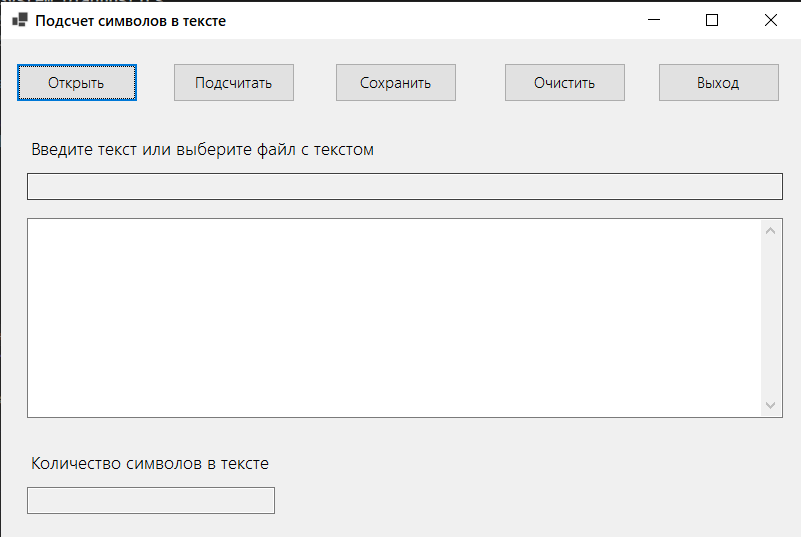 Подсчет символов в тексте
Открыть Подсчитать Сохранить Очистить Выход
Введите текст или выберите файл с текстом
Количество символов в тексте